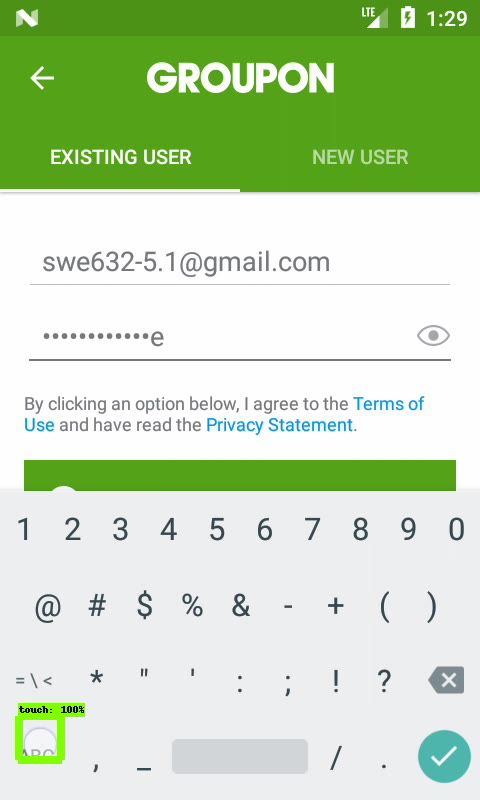 LTE 1:29
GROUPON
EXISTING USER NEW USER
swe632-5.1@gmail.com
••••••••••••e
By clicking an option below, I agree to the Terms of
Use and have read the Privacy Statement.
1 2 3 4 5 6 7 8 9 0
@ # $ % & - + ( )
= \ < * " ' : ; ! ?
touch: 100%
ABC , _ / .